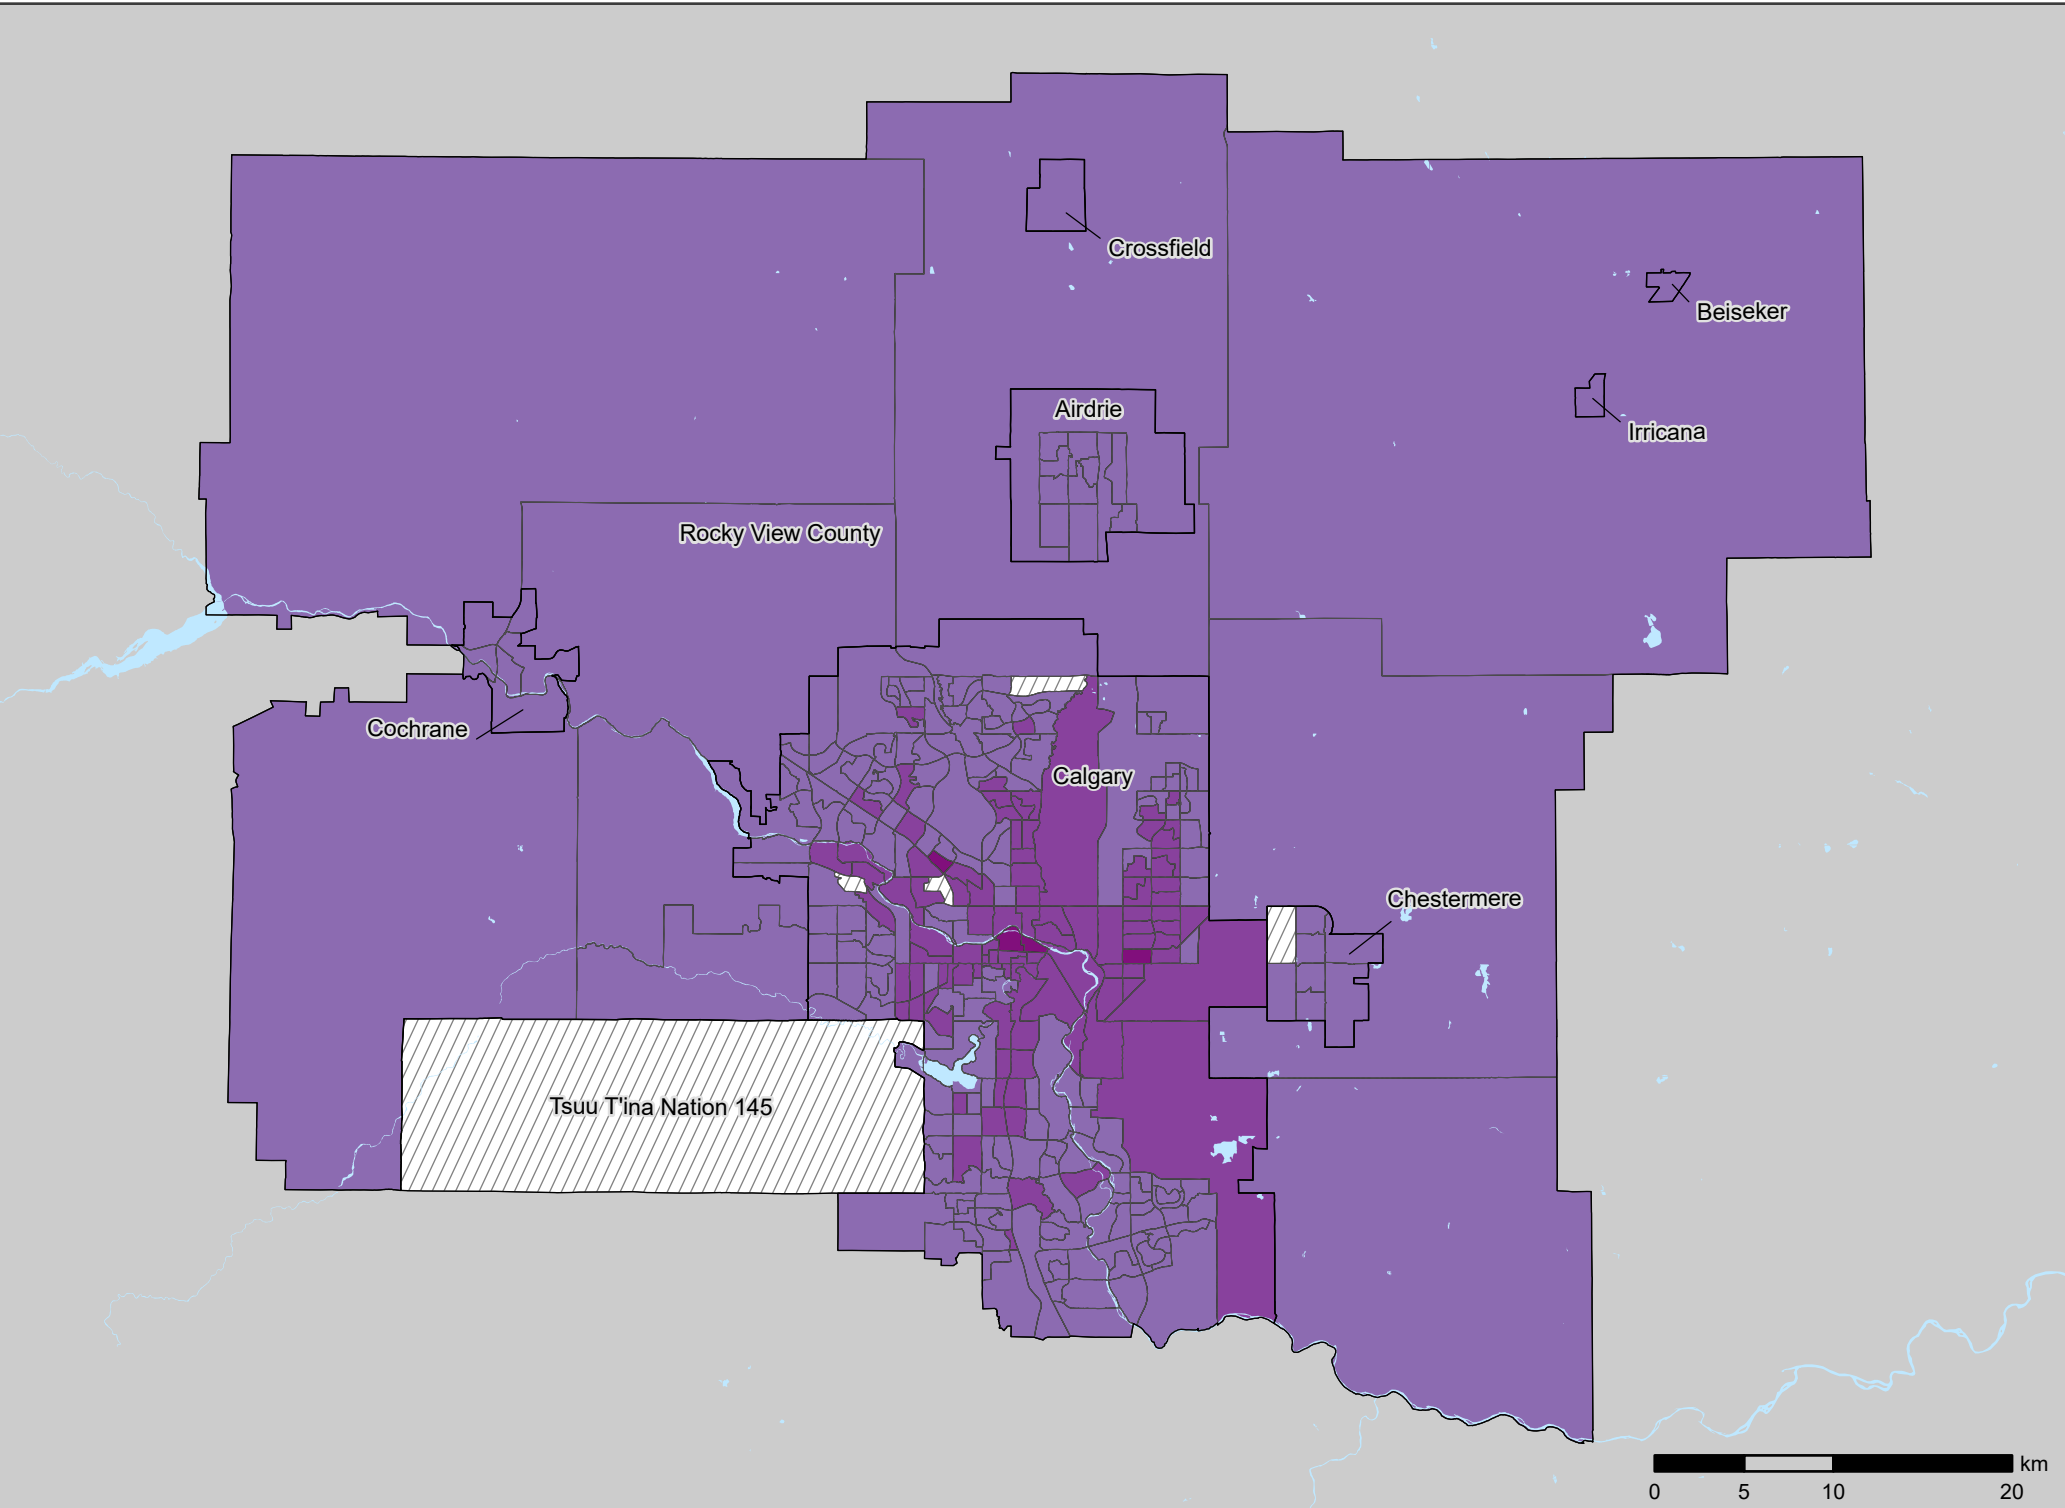 Crossfield
Beiseker
Airdrie
Irricana
Rocky View County
Cochrane
Calgary
Chestermere
Tsuu T'ina Nation 145
km
0 5 10 20